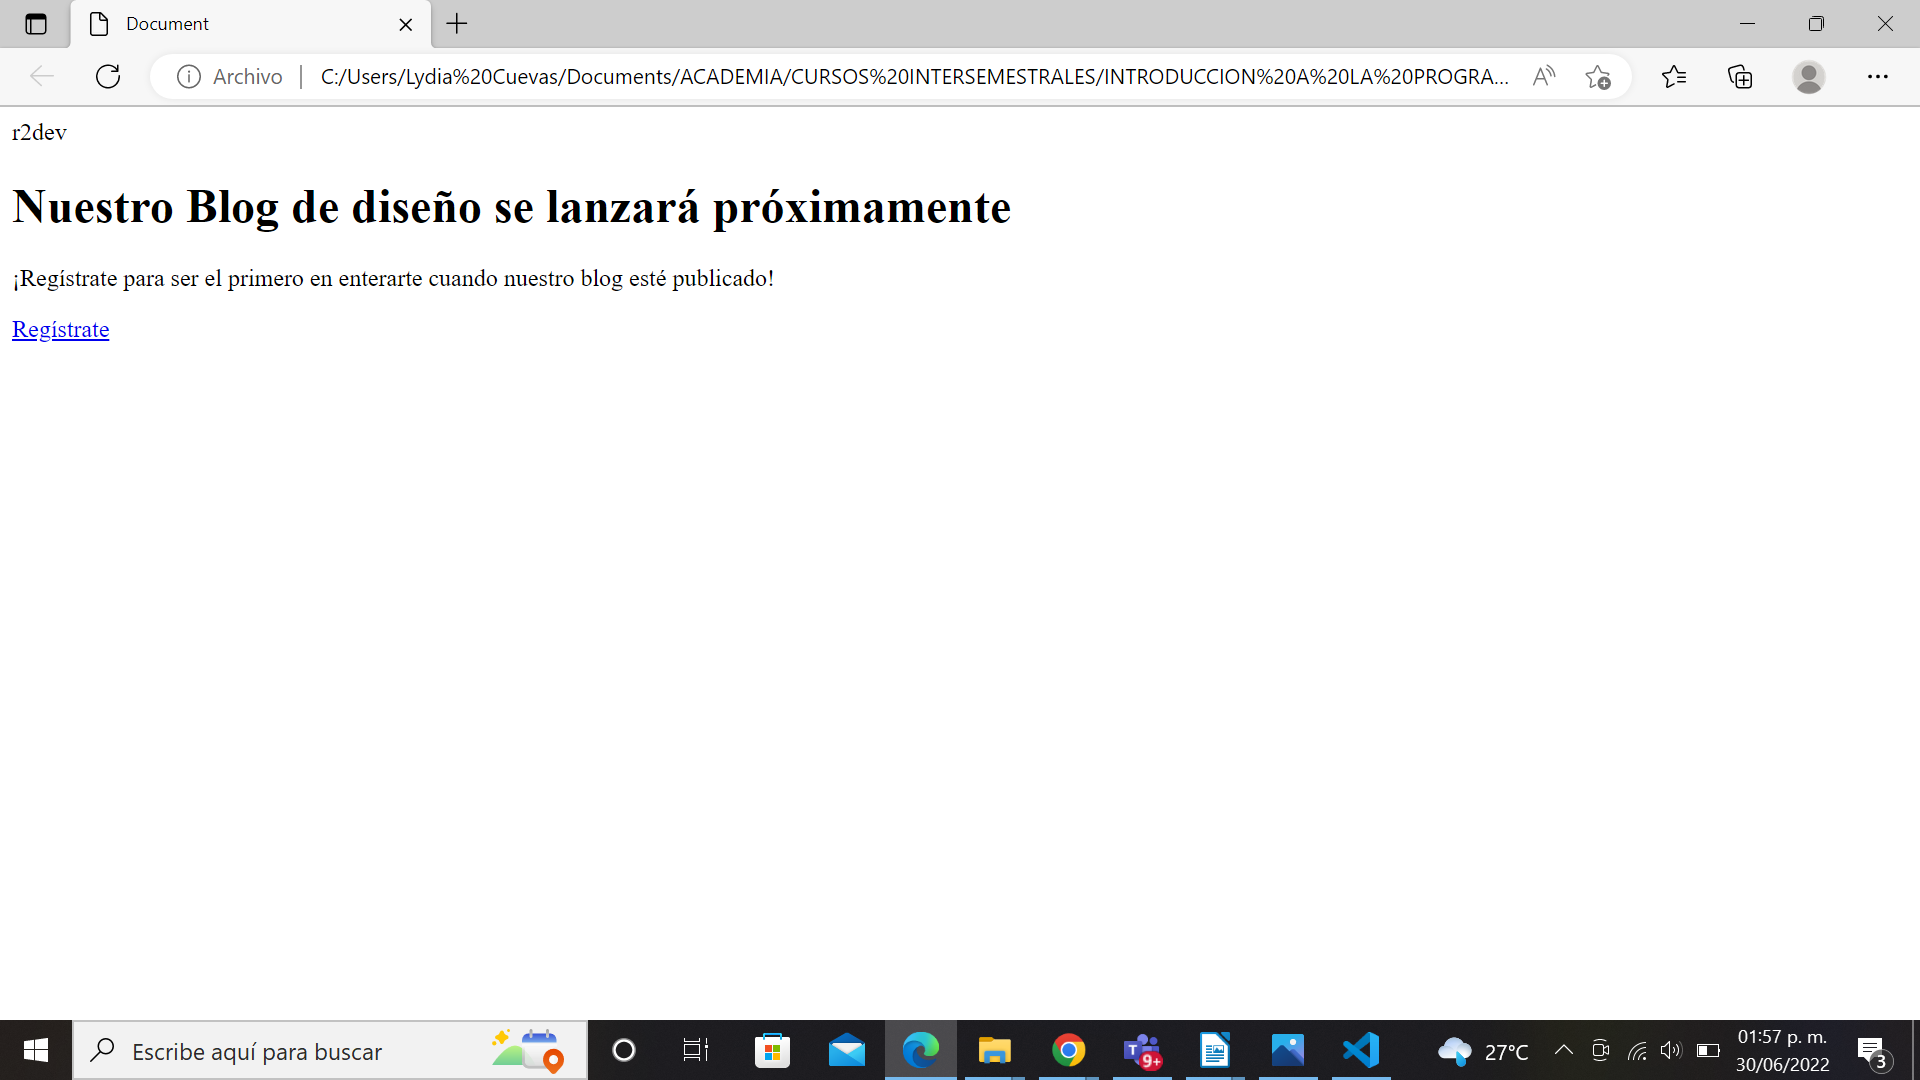 Document
Archivo
C:/Users/Lydia%20Cuevas/Documents/ACADEMIA/CURSOS%20INTERSEMESTRALES/INTRODUCCION%20A%20LA%20PROGRA...
r2dev
Nuestro Blog de diseño se lanzará próximamente
¡Regístrate para ser el primero en enterarte cuando nuestro blog esté publicado!
Regístrate
Escribe aquí para buscar
T 9+
27°C
01:57 p. m.
30/06/2022
3